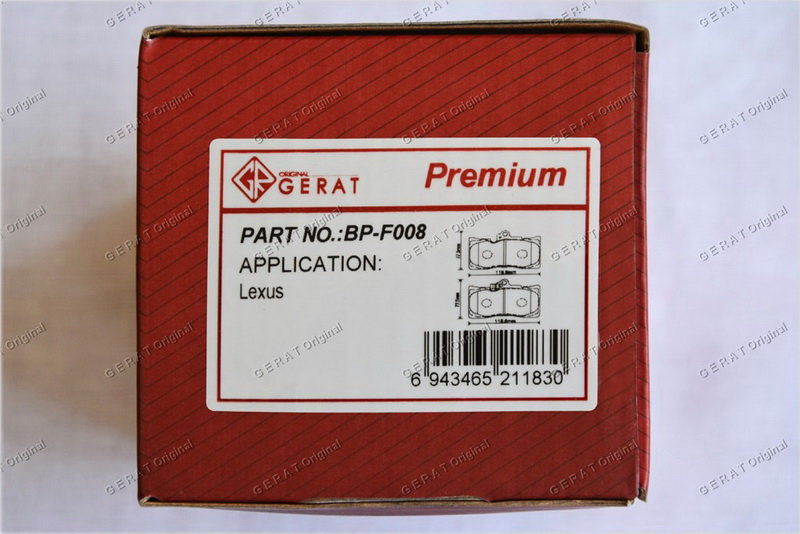 ORIGINAL
GERAT
Premium
PART NO.:BP-F008
APPLICATION:
Lexus
6 943465 211830
GERAT Original